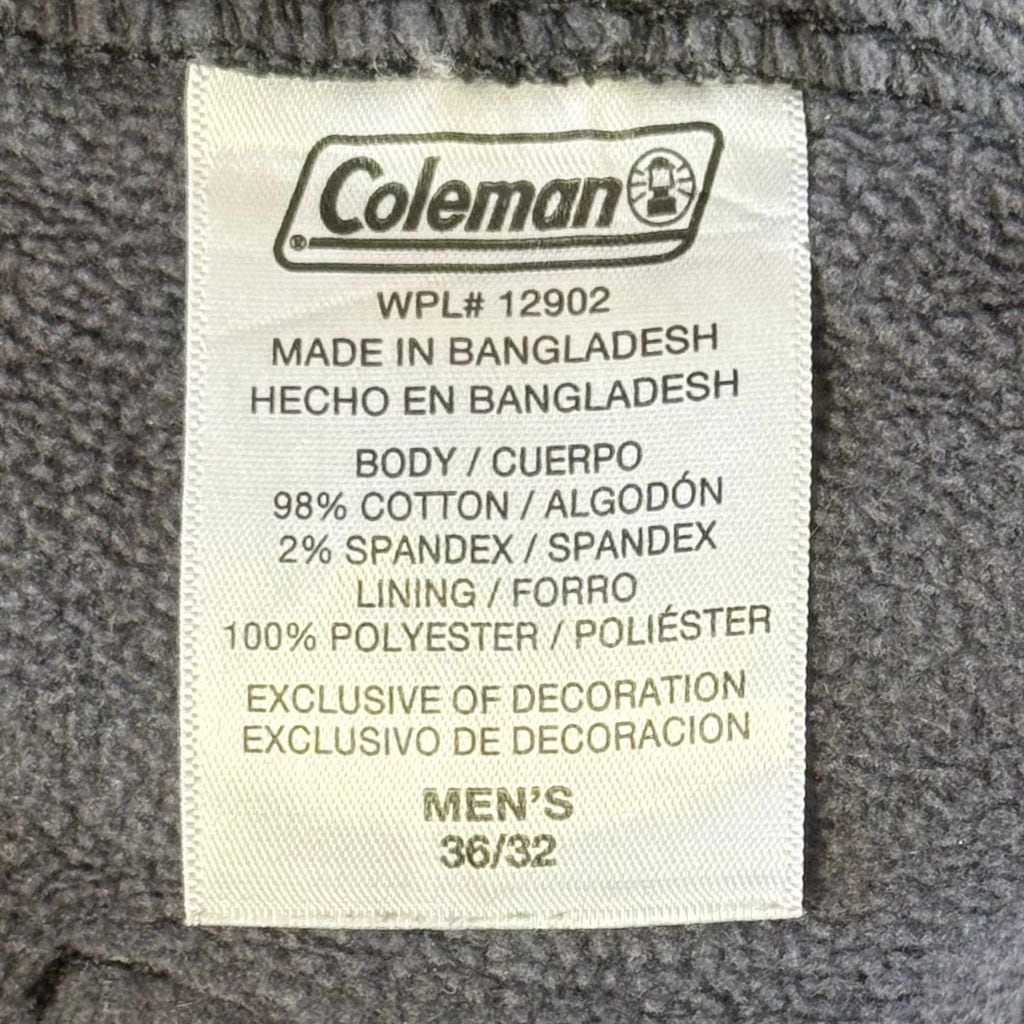 Coleman
®
WPL# 12902
MADE IN BANGLADESH
HECHO EN BANGLADESH
BODY / CUERPO
98% COTTON / ALGODÓN
2% SPANDEX / SPANDEX
LINING / FORRO
100% POLYESTER / POLIÉSTER
EXCLUSIVE OF DECORATION
EXCLUSIVO DE DECORACION
MEN'S
36/32